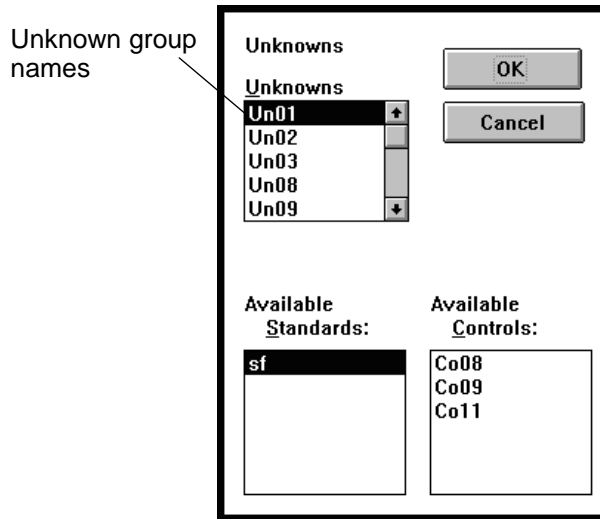 Unknown group
names
Unknowns
OK
Unknowns
Un01
Un02
Un03
Un08
Un09
Cancel
Available
Standards:
sf
Available
Controls:
Co08
Co09
Co11